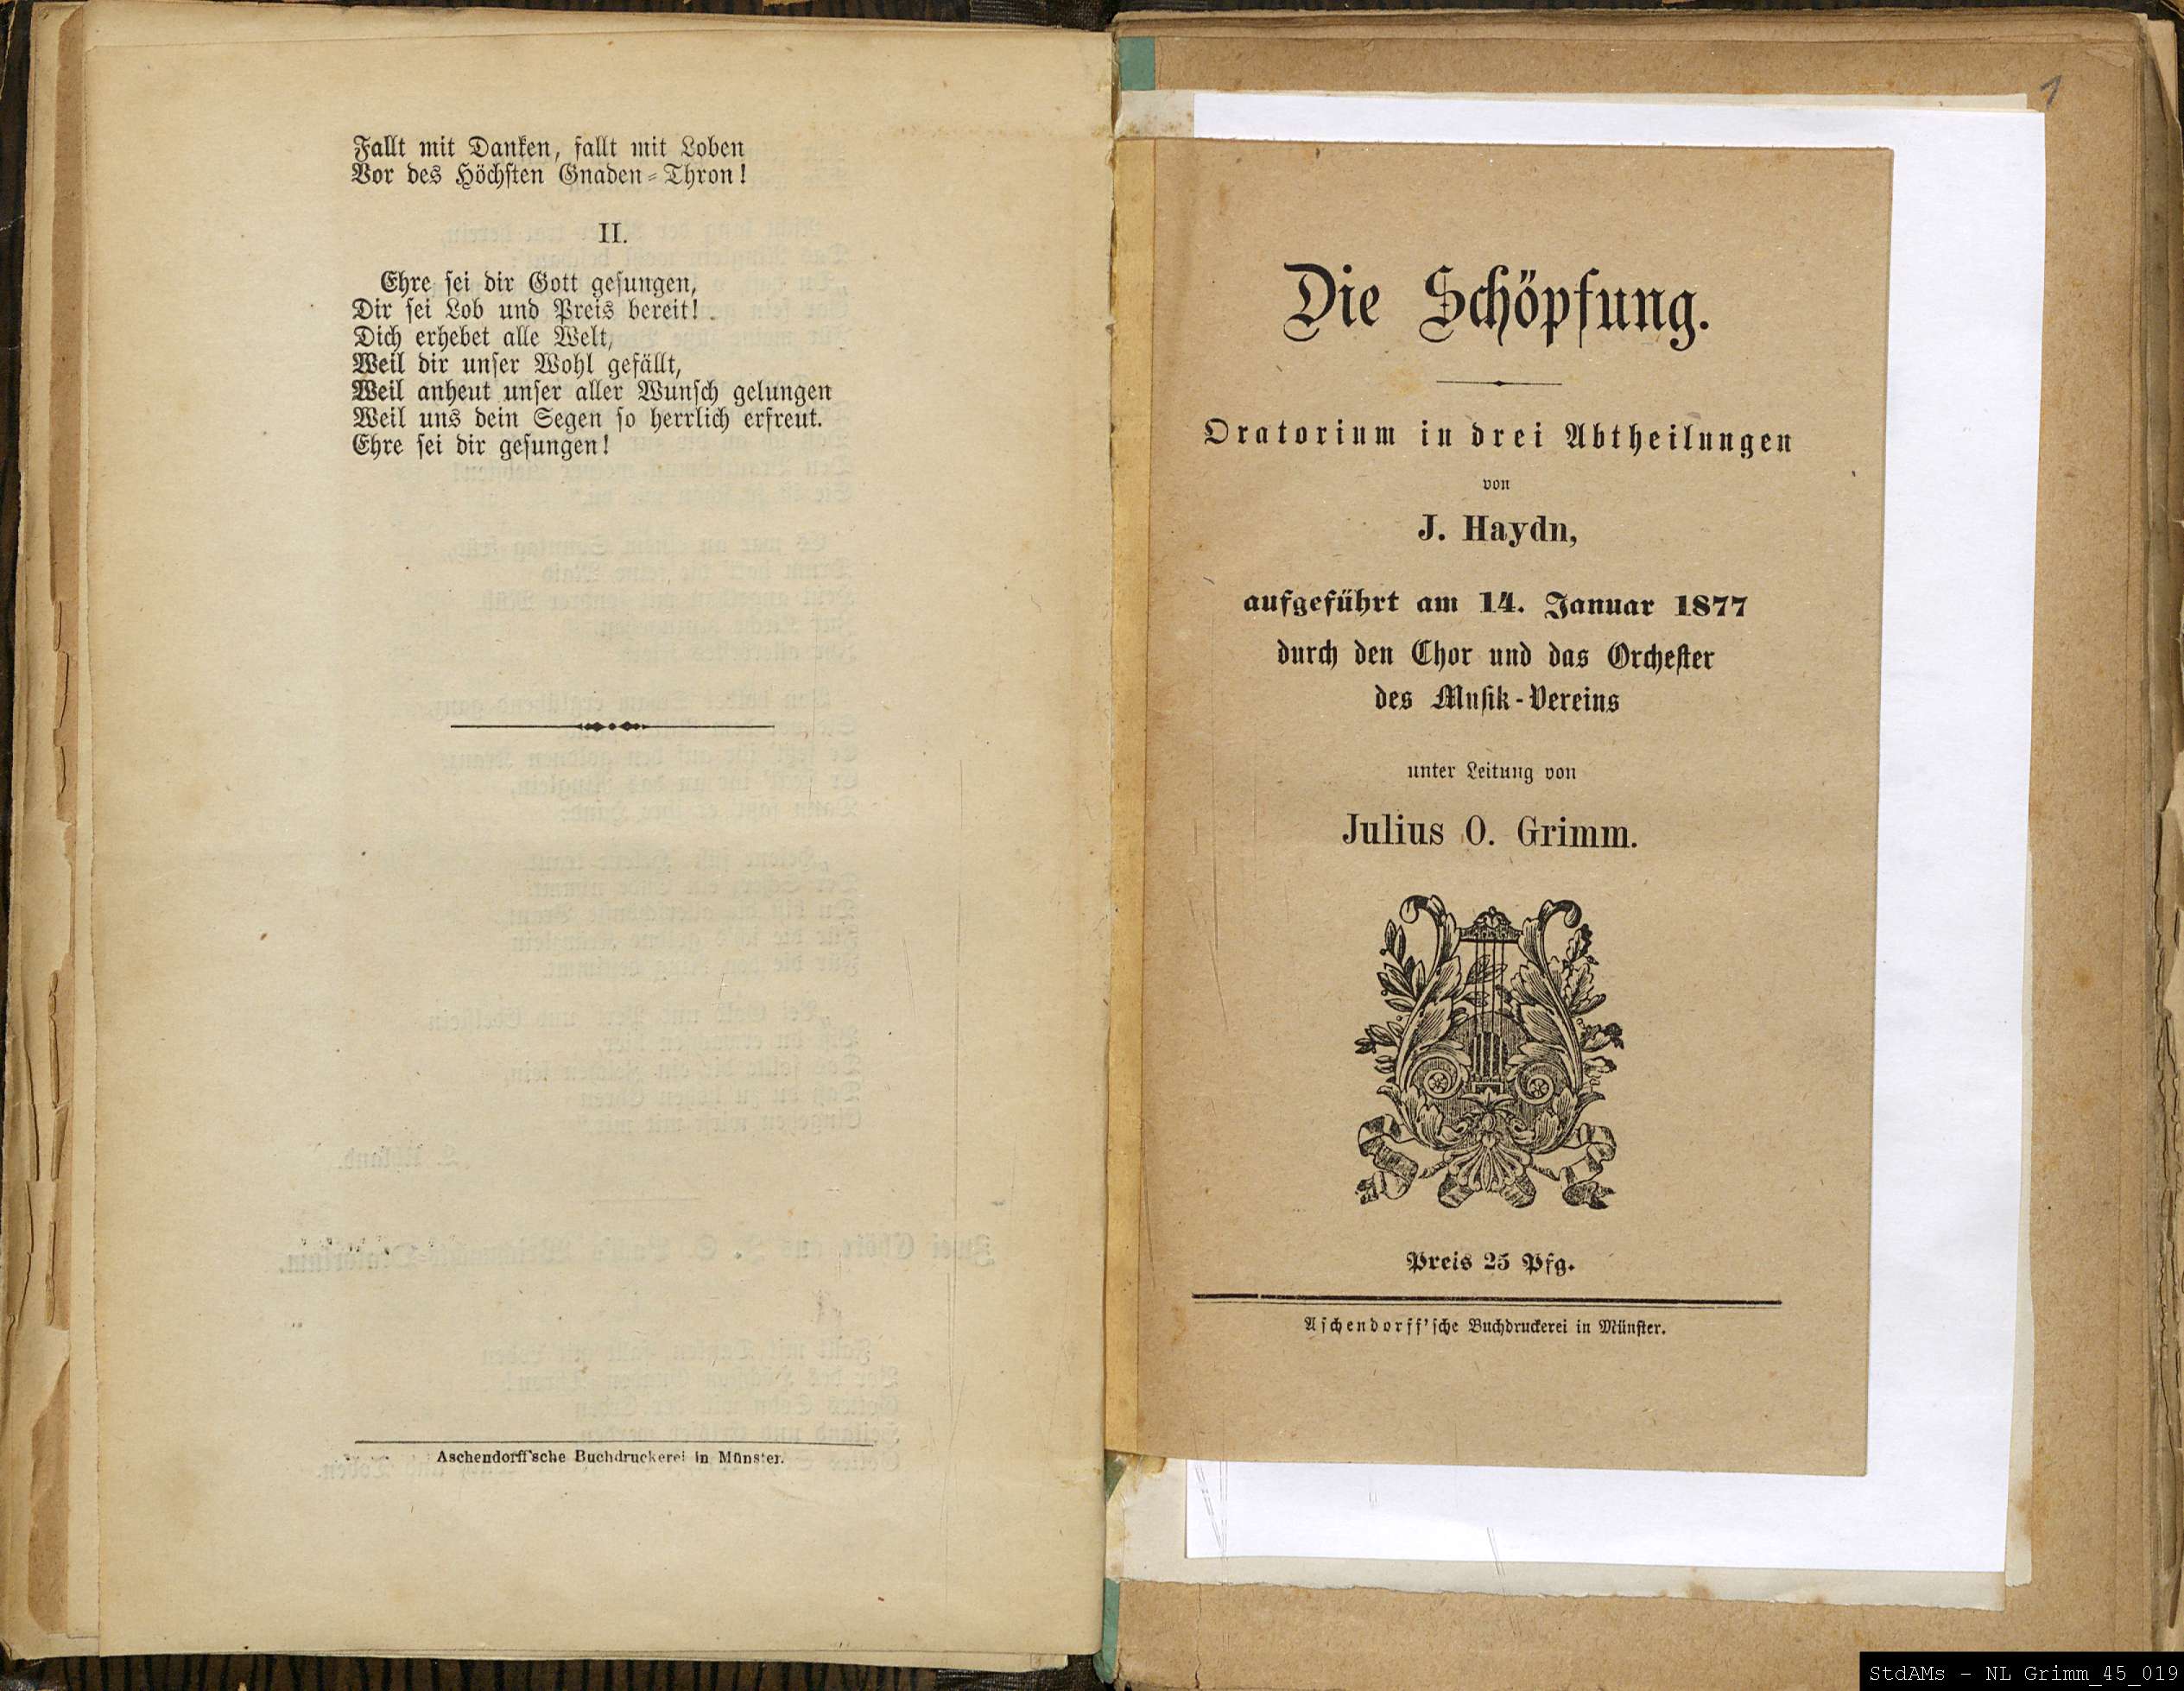 Fallt mit Danken, fallt mit Loben
Vor des Höchsten Gnaden-Thron!
II.
Ehre sei dir Gott gesungen,
Dir sei Lob und Preis bereit!
Dich erhebet alle Welt,
Weil dir unser Wohl gefällt,
Weil anheut unser aller Wunsch gelungen
Weil uns dein Segen so herrlich erfreut.
Ehre sei dir gesungen!
Aschendorff'sche Buchdruckerei in Münster.
1
Die Schöpfung.
Oratorium in drei Abtheilungen
von
J. Haydn,
aufgeführt am 14. Januar 1877
durch den Chor und das Orchester
des Musik-Vereins
unter Leitung von
Julius O. Grimm.
Preis 25 Pfg.
Aschendorff'sche Buchdruckerei in Münster.
StdAMs - NL Grimm_45_019